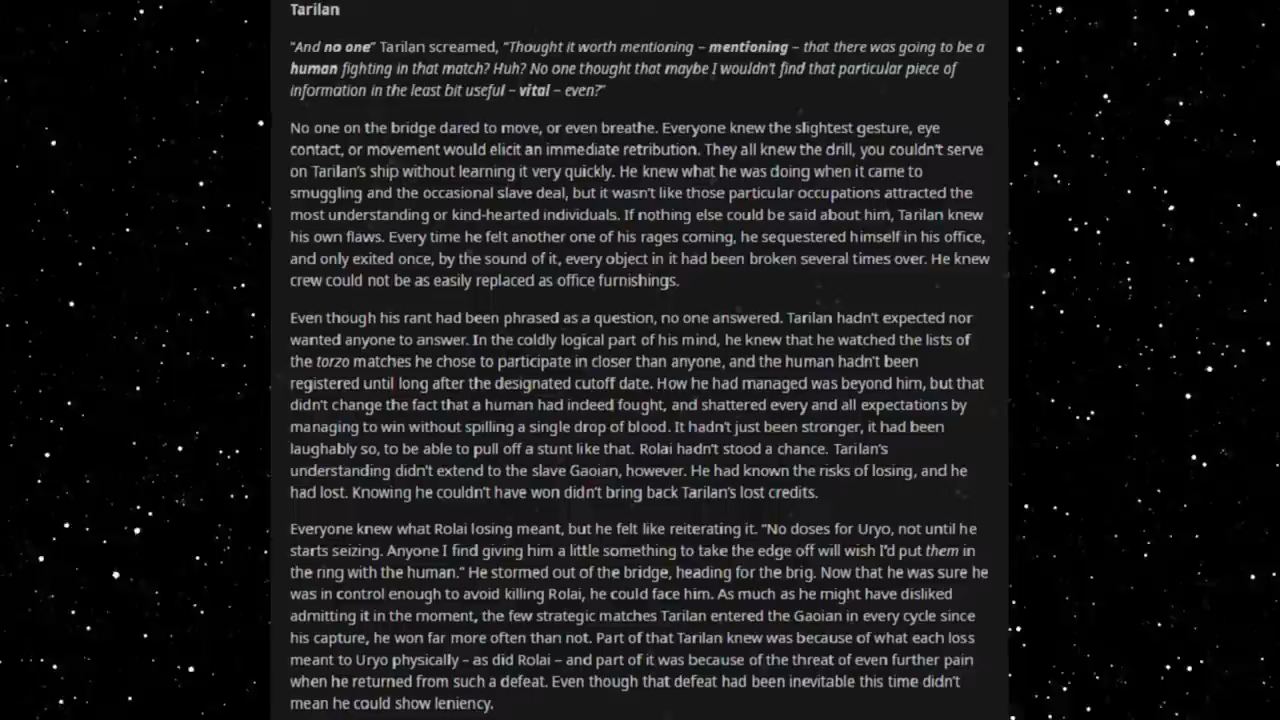 Tarilan
"And no one" Tarilan screamed, "Thought it worth mentioning – mentioning – that there was going to be a
human fighting in that match? Huh? No one thought that maybe I wouldn't find that particular piece of
information in the least bit useful – vital – even?"
No one on the bridge dared to move, or even breathe. Everyone knew the slightest gesture, eye
contact, or movement would elicit an immediate retribution. They all knew the drill, you couldn't serve
on Tarilan's ship without learning it very quickly. He knew what he was doing when it came to
smuggling and the occasional slave deal, but it wasn't like those particular occupations attracted the
most understanding or kind-hearted individuals. If nothing else could be said about him, Tarilan knew
his own flaws. Every time he felt another one of his rages coming, he sequestered himself in his office,
and only exited once, by the sound of it, every object in it had been broken several times over. He knew
crew could not be as easily replaced as office furnishings.
Even though his rant had been phrased as a question, no one answered. Tarilan hadn't expected nor
wanted anyone to answer. In the coldly logical part of his mind, he knew that he watched the lists of
the torzo matches he chose to participate in closer than anyone, and the human hadn't been
registered until long after the designated cutoff date. How he had managed was beyond him, but that
didn't change the fact that a human had indeed fought, and shattered every and all expectations by
managing to win without spilling a single drop of blood. It hadn't just been stronger, it had been
laughably so, to be able to pull off a stunt like that. Rolai hadn't stood a chance. Tarilan's
understanding didn't extend to the slave Gaoian, however. He had known the risks of losing, and he
had lost. Knowing he couldn't have won didn't bring back Tarilan's lost credits.
Everyone knew what Rolai losing meant, but he felt like reiterating it. "No doses for Uryo, not until he
starts seizing. Anyone I find giving him a little something to take the edge off will wish I'd put them in
the ring with the human." He stormed out of the bridge, heading for the brig. Now that he was sure he
was in control enough to avoid killing Rolai, he could face him. As much as he might have disliked
admitting it in the moment, the few strategic matches Tarilan entered the Gaoian in every cycle since
his capture, he won far more often than not. Part of that Tarilan knew was because of what each loss
meant to Uryo physically – as did Rolai – and part of it was because of the threat of even further pain
when he returned from such a defeat. Even though that defeat had been inevitable this time didn't
mean he could show leniency.